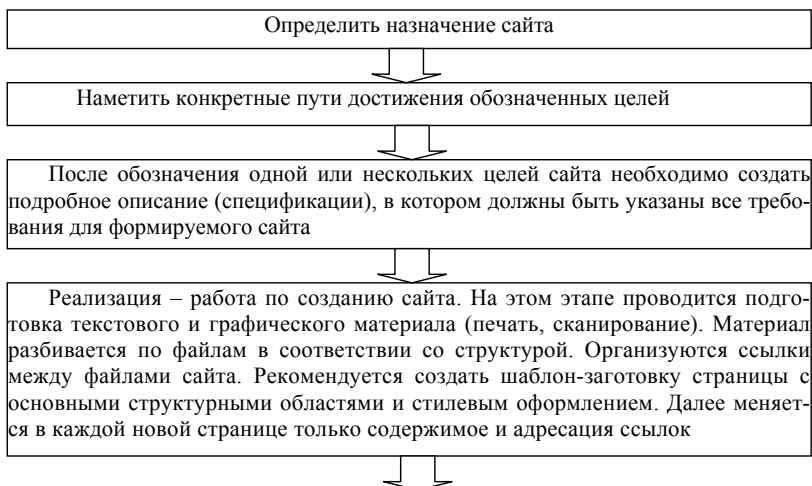 Определить назначение сайта
Наметить конкретные пути достижения обозначенных целей
После обозначения одной или нескольких целей сайта необходимо создать
подробное описание (спецификации), в котором должны быть указаны все требо-
вания для формируемого сайта
Реализация – работа по созданию сайта. На этом этапе проводится подго-
товка текстового и графического материала (печать, сканирование). Материал
разбивается по файлам в соответствии со структурой. Организуются ссылки
между файлами сайта. Рекомендуется создать шаблон-заготовку страницы с
основными структурными областями и стилевым оформлением. Далее меняет-
ся в каждой новой странице только содержимое и адресация ссылок